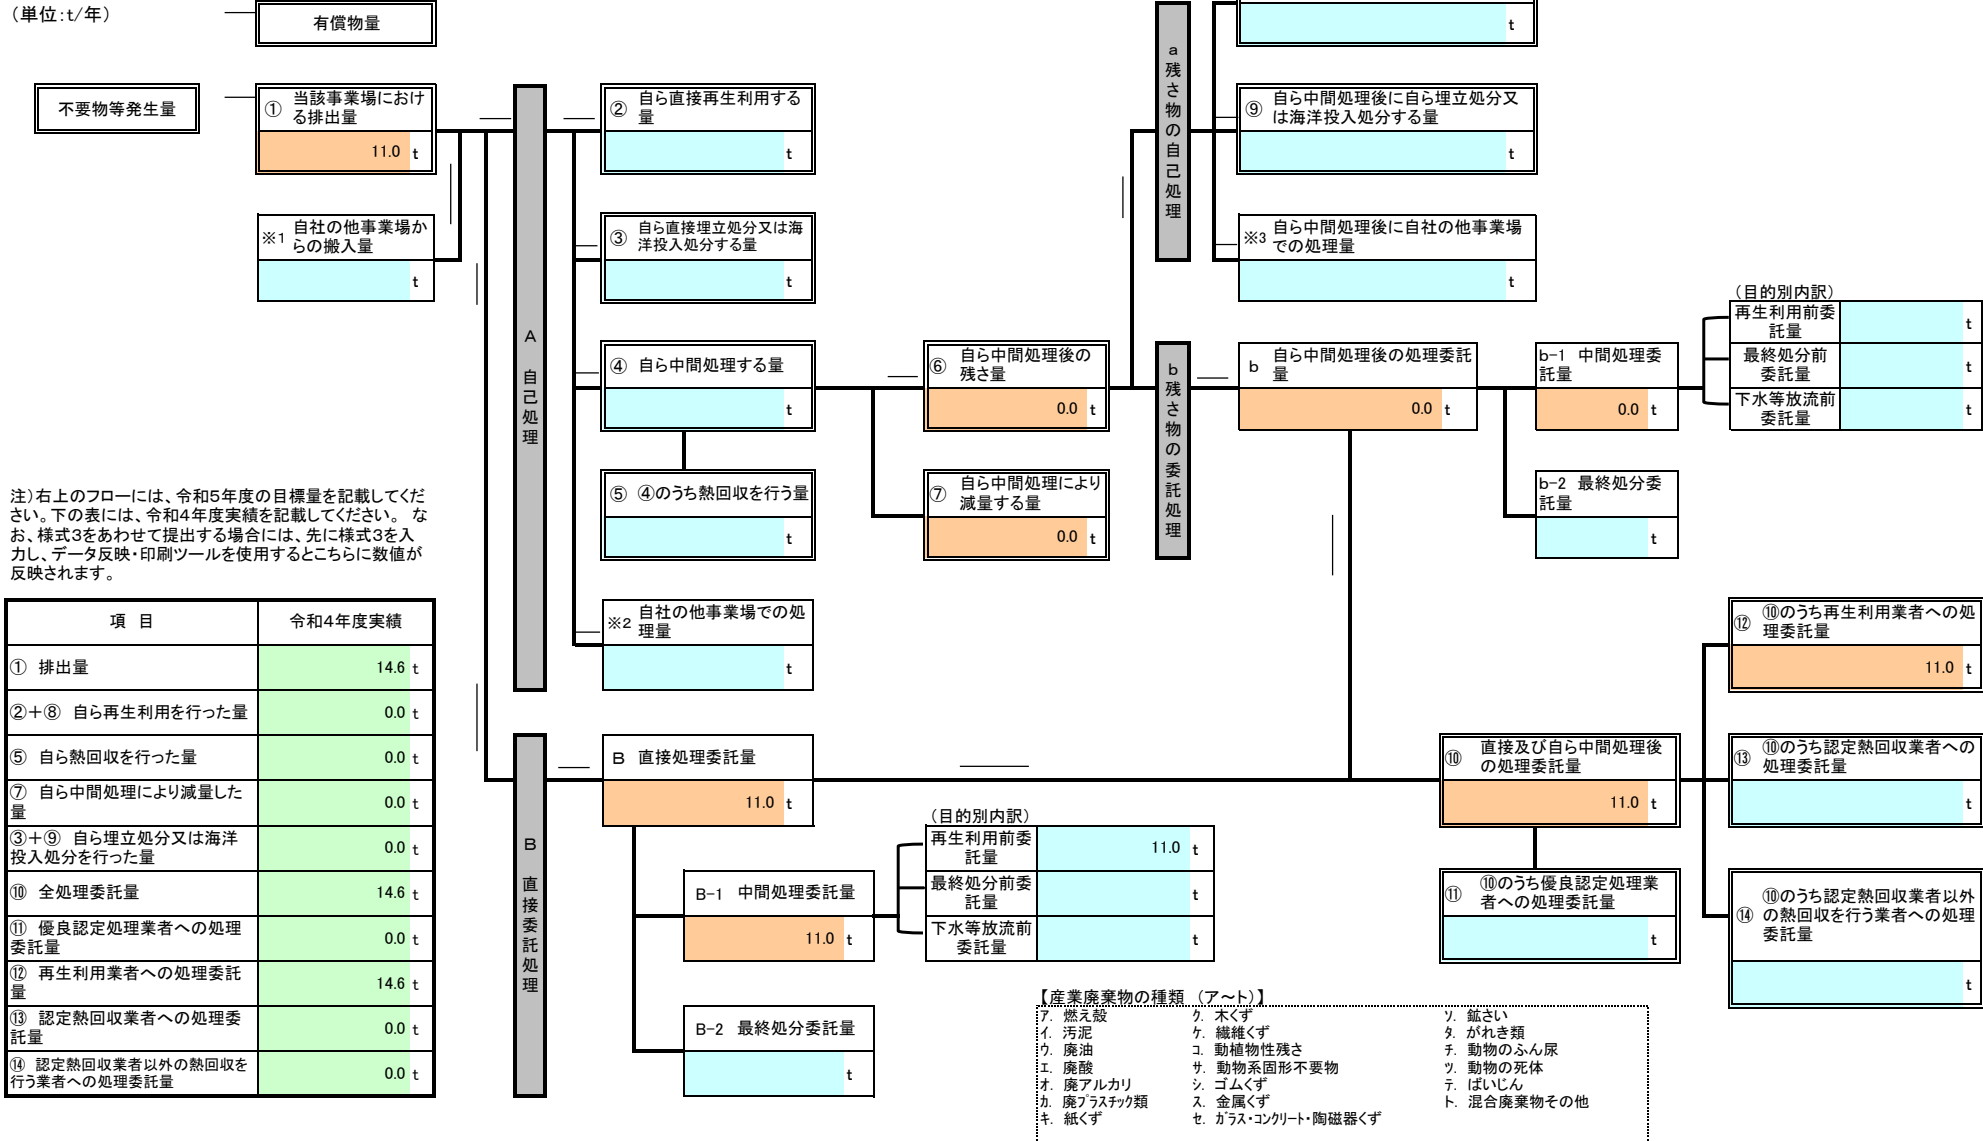 （単位：t/年）
有償物量
t
不要物等発生量
① 当該事業場におけ
る排出量
11.0 t
※1 自社の他事業場か
らの搬入量
t
A 自己処理
② 自ら直接再生利用する
量
t
③ 自ら直接埋立処分又は海
洋投入処分する量
t
④ 自ら中間処理する量
t
⑤ ④のうち熱回収を行う量
t
※2 自社の他事業場での処
理量
t
⑥ 自ら中間処理後の
残さ量
0.0 t
⑦ 自ら中間処理により
減量する量
0.0 t
a 残さ物の自己処理
⑨ 自ら中間処理後に自ら埋立処分又
は海洋投入処分する量
t
※3 自ら中間処理後に自社の他事業場
での処理量
t
b 残さ物の委託処理
b 自ら中間処理後の処理委託
量
0.0 t
b-1 中間処理委
託量
0.0 t
b-2 最終処分委
託量
t
（目的別内訳）
再生利用前委
託量
t
最終処分前
委託量
t
下水等放流前
委託量
t
注）右上のフローには、令和5年度の目標量を記載してくだ
さい。下の表には、令和4年度実績を記載してください。 な
お、様式3をあわせて提出する場合には、先に様式3を入
力し、データ反映・印刷ツールを使用するとこちらに数値が
反映されます。
項 目 令和4年度実績
① 排出量 14.6 t
②＋⑧ 自ら再生利用を行った量 0.0 t
⑤ 自ら熱回収を行った量 0.0 t
⑦ 自ら中間処理により減量した
量 0.0 t
③＋⑨ 自ら埋立処分又は海洋
投入処分を行った量 0.0 t
⑩ 全処理委託量 14.6 t
⑪ 優良認定処理業者への処理
委託量 0.0 t
⑫ 再生利用業者への処理委託
量 14.6 t
⑬ 認定熱回収業者への処理委
託量 0.0 t
⑭ 認定熱回収業者以外の熱回収を
行う業者への処理委託量 0.0 t
B 直接委託処理
B 直接処理委託量
11.0 t
B-1 中間処理委託量
11.0 t
B-2 最終処分委託量
t
（目的別内訳）
再生利用前委
託量
11.0 t
最終処分前委
託量
t
下水等放流前
委託量
t
⑩ 直接及び自ら中間処理後
の処理委託量
11.0 t
⑪ ⑩のうち優良認定処理業
者への処理委託量
t
⑫ ⑩のうち再生利用業者への処
理委託量
11.0 t
⑬ ⑩のうち認定熱回収業者への
処理委託量
t
⑭ ⑩のうち認定熱回収業者以外
の熱回収を行う業者への処理
委託量
t
【産業廃棄物の種類 （ア～ト）】
ア. 燃え殻 ク. 木くず ソ. 鉱さい
イ. 汚泥 ケ. 繊維くず タ. がれき類
ウ. 廃油 コ. 動植物性残さ チ. 動物のふん尿
エ. 廃酸 サ. 動物系固形不要物 ツ. 動物の死体
オ. 廃アルカリ シ. ゴムくず テ. ばいじん
カ. 廃プラスチック類 ス. 金属くず ト. 混合廃棄物その他
キ. 紙くず セ. ガラス・コンクリート・陶磁器くず